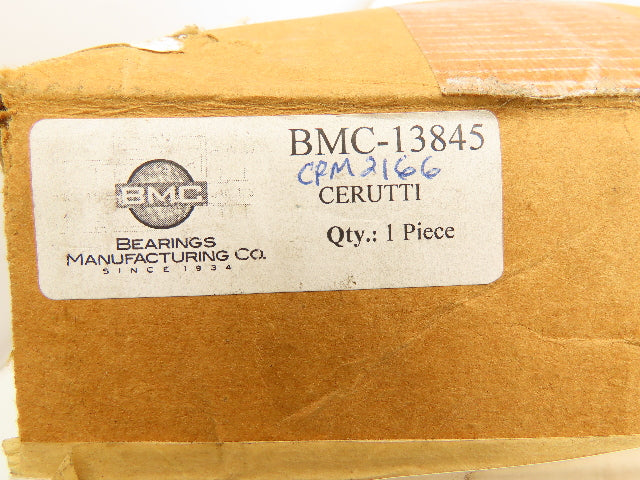 BMC-13845
CPM2166
CERUTTI
Qty.: 1 Piece
BMC
BEARINGS
MANUFACTURING CO.
SINCE 1934